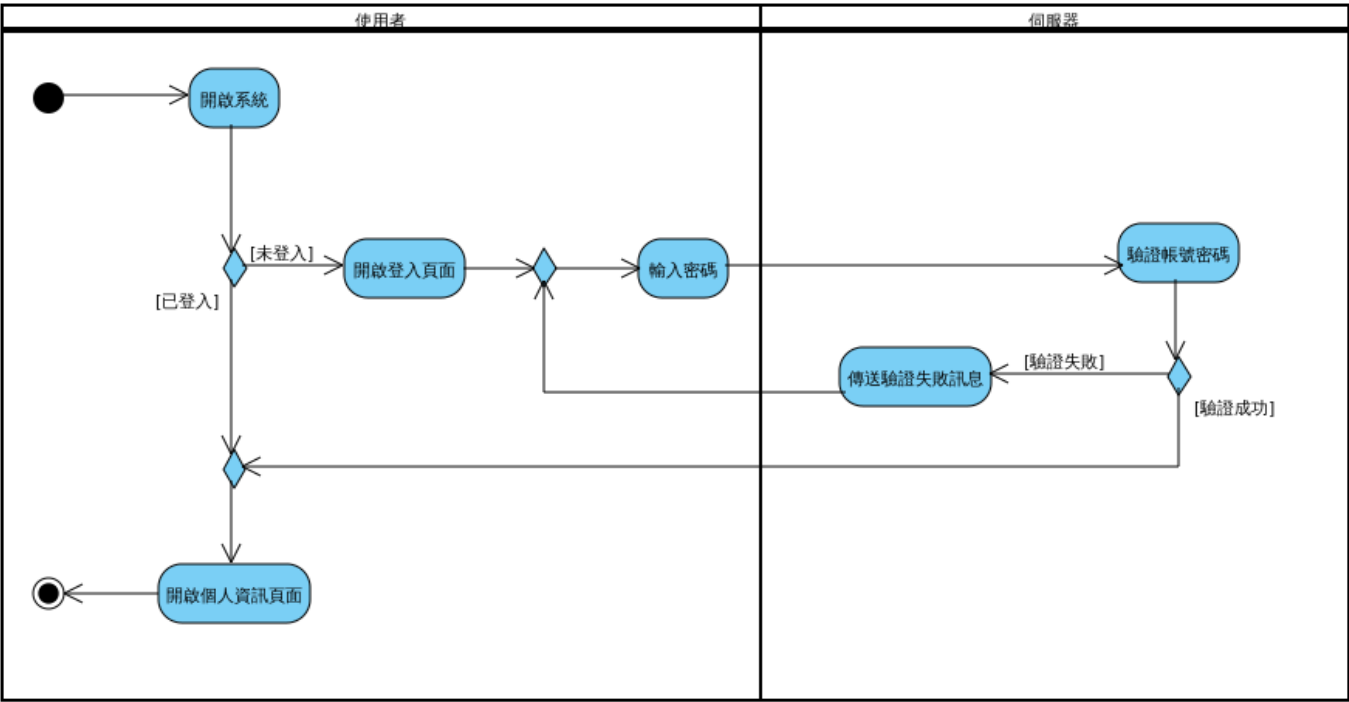 使用者
伺服器
開啟系統
[未登入]
開啟登入頁面
輸入密碼
驗證帳號密碼
[已登入]
傳送驗證失敗訊息
[驗證失敗]
[驗證成功]
開啟個人資訊頁面